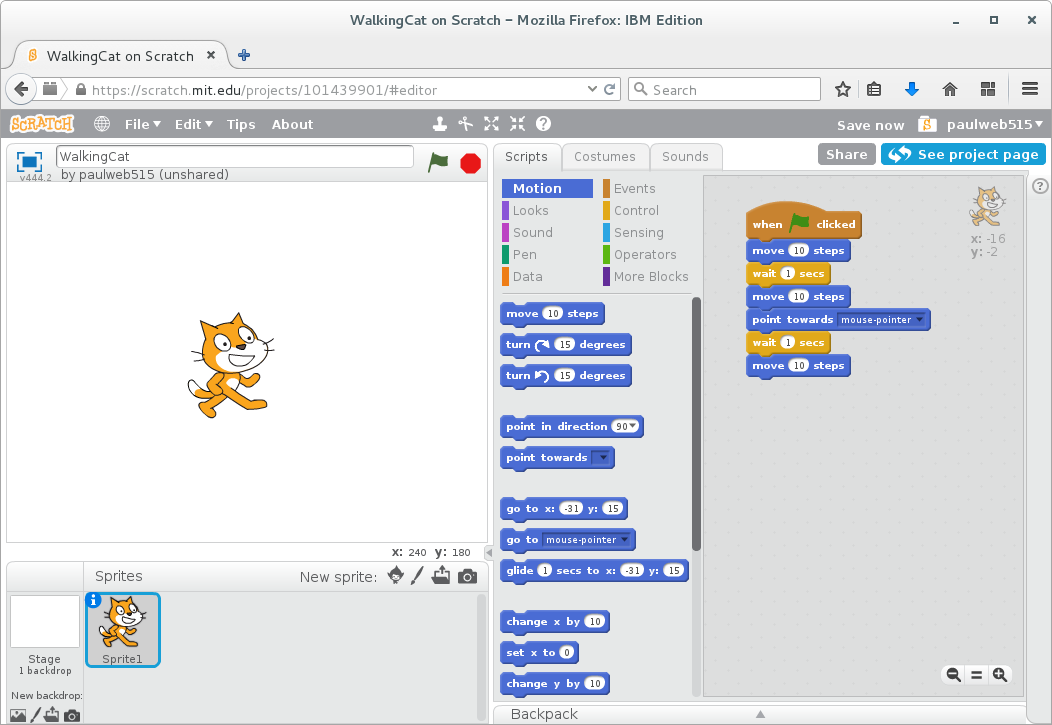 WalkingCat on Scratch – Mozilla Firefox: IBM Edition
WalkingCat on Scratch
https://scratch.mit.edu/projects/101439901/#editor
Search
SCRATCH
File Edit Tips About
Save now
paulweb515
WalkingCat
by paulweb515 (unshared)
v444.2
Scripts Costumes Sounds
Share
See project page
Motion
Looks
Sound
Pen
Data
Events
Control
Sensing
Operators
More Blocks
move 10 steps
turn 15 degrees
turn 15 degrees
point in direction 90
point towards
go to x: -31 y: 15
go to mouse-pointer
glide 1 secs to x: -31 y: 15
change x by 10
set x to 0
change y by 10
when clicked
move 10 steps
wait 1 secs
move 10 steps
point towards mouse-pointer
wait 1 secs
move 10 steps
x: -16
y: -2
x: 240 y: 180
Sprites
New sprite:
Stage
1 backdrop
New backdrop:
Sprite1
Backpack